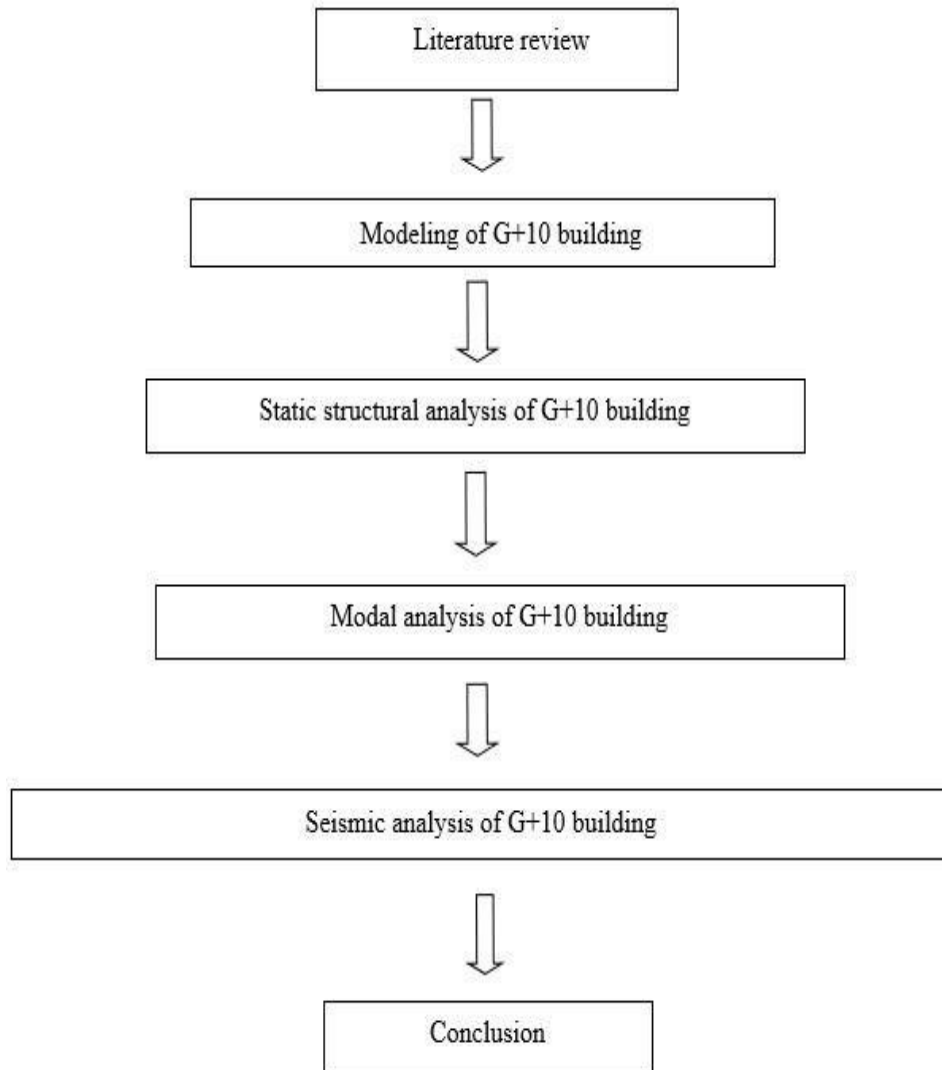 Literature review
Modeling of G+10 building
Static structural analysis of G+10 building
Modal analysis of G+10 building
Seismic analysis of G+10 building
Conclusion